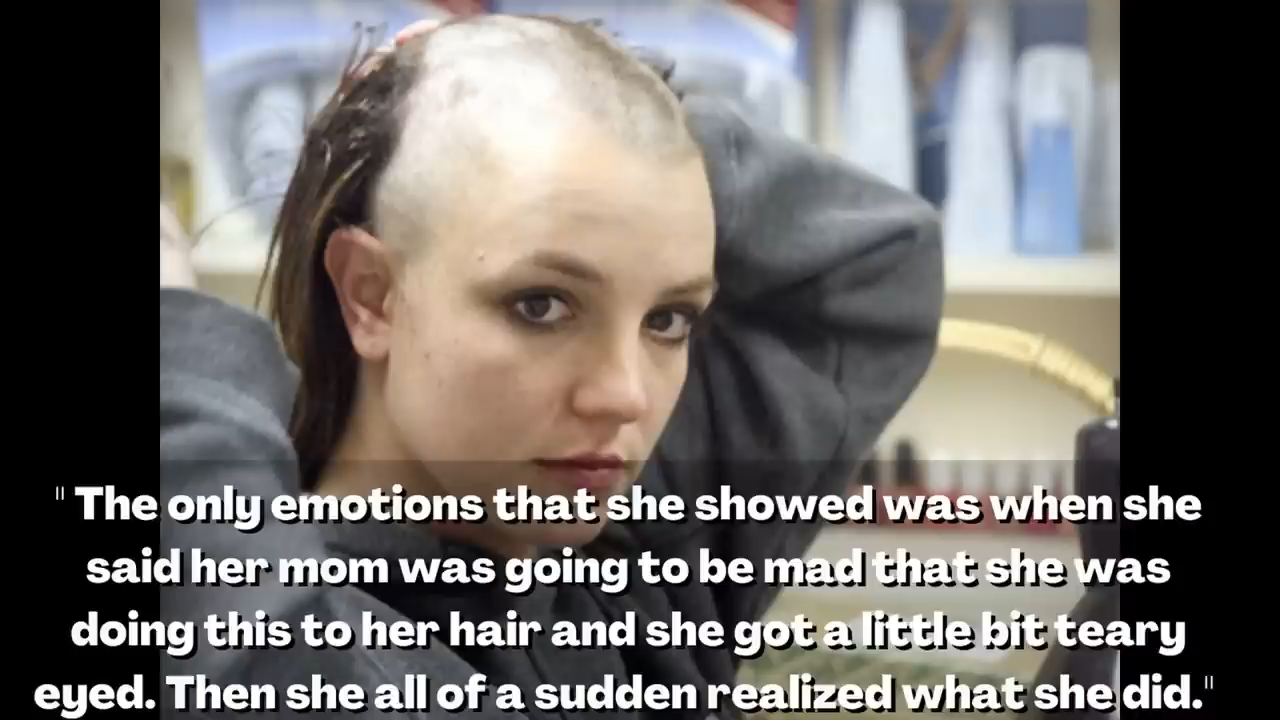 " The only emotions that she showed was when she
said her mom was going to be mad that she was
doing this to her hair and she got a little bit teary
eyed. Then she all of a sudden realized what she did."